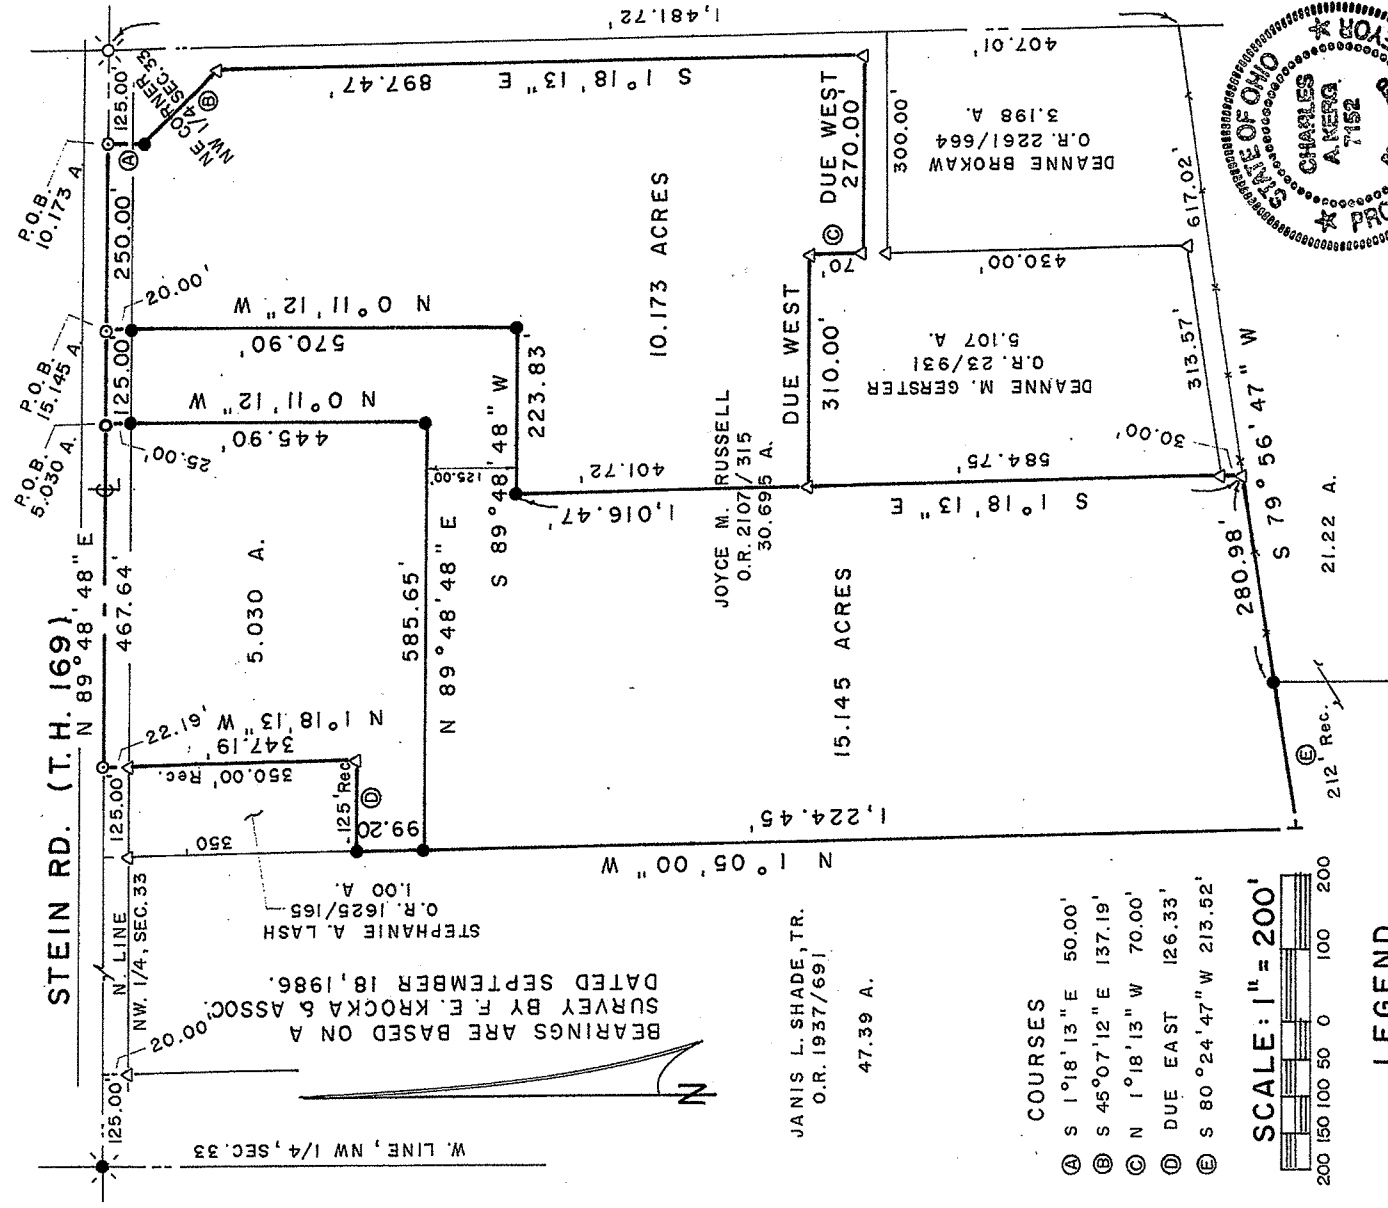 STEIN RD. (T. H. 169)
N 89° 48' 48" E
125.00'
N LINE
NW. 1/4, SEC. 33
20.00'
125.00'
467.64'
125.00'
250.00'
125.00'
P.O.B.
5.030 A.
P.O.B.
15.145 A.
P.O.B.
10.173 A.
25.00'
20.00'
22.19'
NE CORNER
NW 1/4 SEC. 33
A
B
1,481.72'
S 1° 18' 13" E 897.47'
N 0° 11' 12" W
570.90'
N 0° 11' 12" W
445.90'
N 1° 18' 13" W
347.19'
350.00' Rec.
350'
125' Rec.
D
99.20
5.030 A.
585.65'
N 89° 48' 48" E
125.00'
S 89° 48' 48" W
223.83'
401.72'
1,016.47'
10.173 ACRES
C DUE WEST
270.00'
70'
DUE WEST
310.00'
300.00'
407.01'
DEANNE BROKAW
O.R. 2261/664
3.198 A.
430.00'
617.02'
DEANNE M. GERSTER
O.R. 23/931
5.107 A.
313.57'
30.00'
584.75'
S 1° 18' 13" E
JOYCE M. RUSSELL
O.R. 2107/315
30.695 A.
15.145 ACRES
280.98'
S 79° 56' 47" W
21.22 A.
E
212' Rec.
1,224.45'
N 1° 05' 00" W
STEPHANIE A. LASH
O.R. 1625/165
1.00 A.
BEARINGS ARE BASED ON A
SURVEY BY F. E. KROCKA & ASSOC.
DATED SEPTEMBER 18, 1986.
N
W. LINE, NW 1/4, SEC. 33
JANIS L. SHADE, TR.
O.R. 1937/691
47.39 A.
COURSES
A S 1° 18' 13" E 50.00'
B S 45° 07' 12" E 137.19'
C N 1° 18' 13" W 70.00'
D DUE EAST 126.33'
E S 80° 24' 47" W 213.52'
SCALE: 1" = 200'
200 150 100 50 0 100 200
LEGEND
STATE OF OHIO
CHARLES
A. KERG
7152